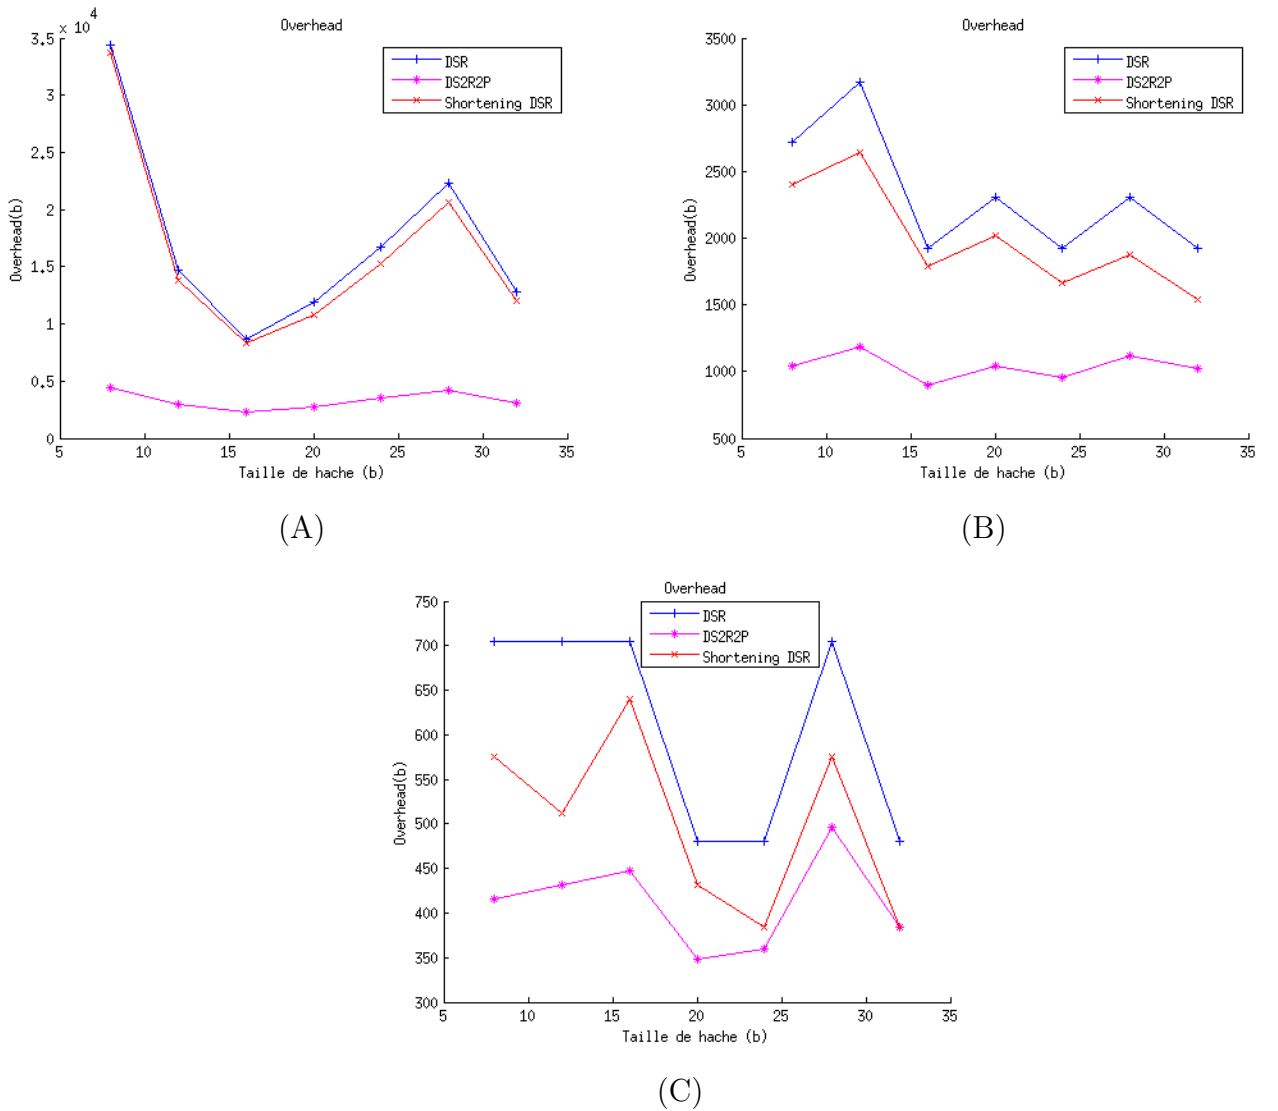 x 10^4
Overhead
3.5
3
2.5
2
1.5
1
0.5
0
5 10 15 20 25 30 35
Overhead(b)
Taille de hache (b)
DSR
DS2R2P
Shortening DSR
(A)
Overhead
3500
3000
2500
2000
1500
1000
500
5 10 15 20 25 30 35
Overhead(b)
Taille de hache (b)
DSR
DS2R2P
Shortening DSR
(B)
Overhead
750
700
650
600
550
500
450
400
350
300
5 10 15 20 25 30 35
Overhead(b)
Taille de hache (b)
DSR
DS2R2P
Shortening DSR
(C)